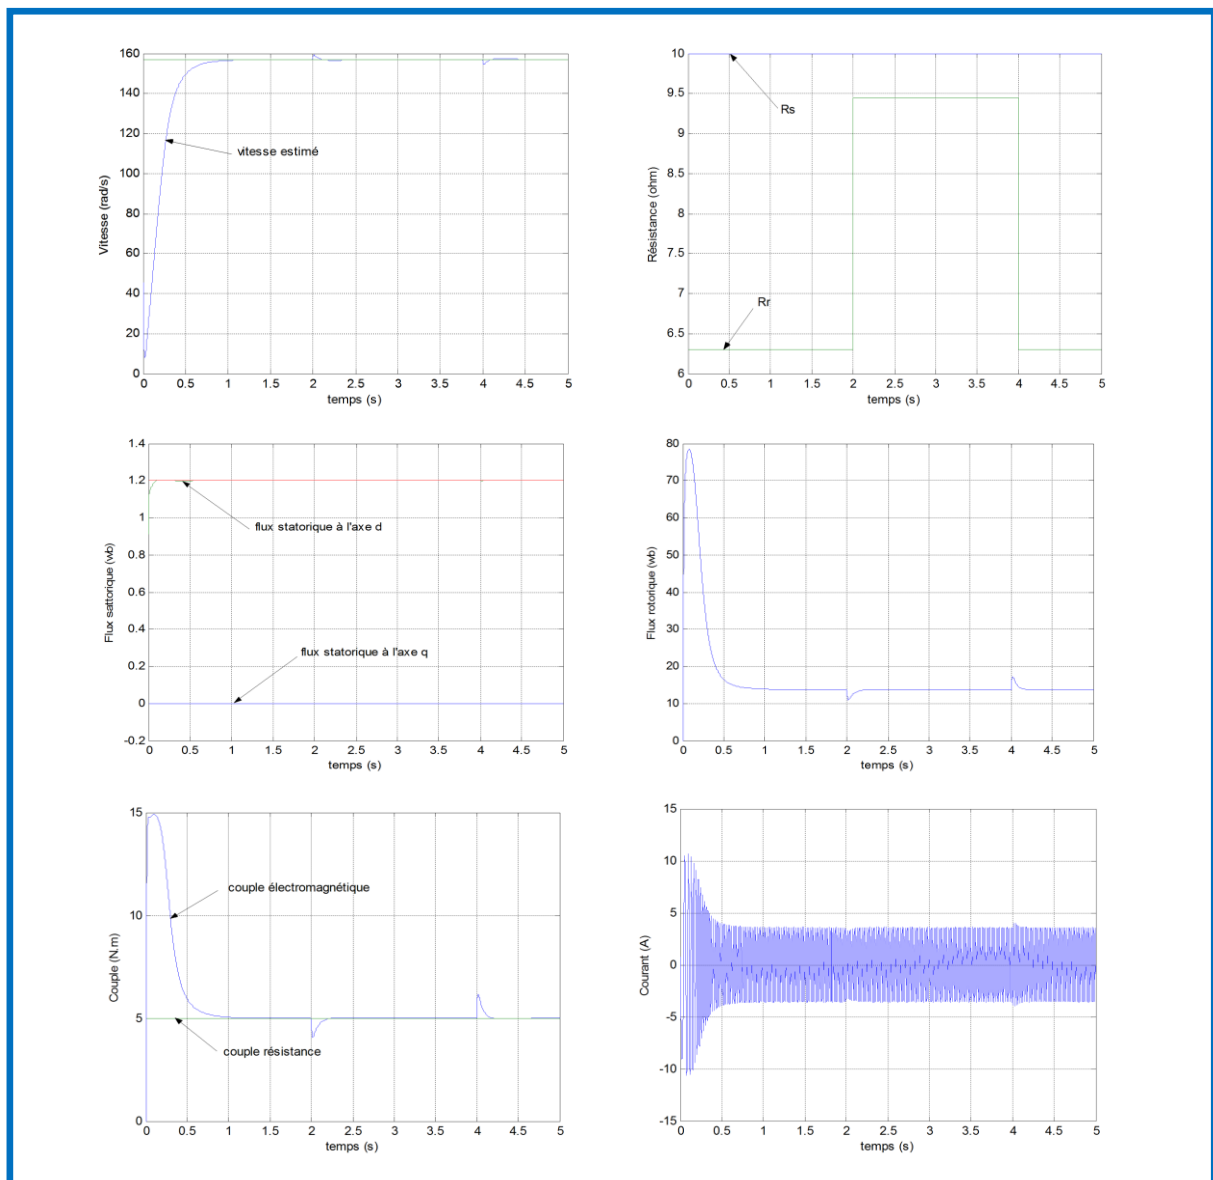 160
140
120
100
80
60
40
20
0
Vitesse (rad/s)
vitesse estimé
0 0.5 1 1.5 2 2.5 3 3.5 4 4.5 5
temps (s)
10
9.5
9
8.5
8
7.5
7
6.5
6
Résistance (ohm)
Rs
Rr
0 0.5 1 1.5 2 2.5 3 3.5 4 4.5 5
temps (s)
1.4
1.2
1
0.8
0.6
0.4
0.2
0
-0.2
Flux sattorique (wb)
flux statorique à l'axe d
flux statorique à l'axe q
0 0.5 1 1.5 2 2.5 3 3.5 4 4.5 5
temps (s)
80
70
60
50
40
30
20
10
0
Flux rotorique (wb)
0 0.5 1 1.5 2 2.5 3 3.5 4 4.5 5
temps (s)
15
10
5
0
Couple (N.m)
couple électromagnétique
couple résistance
0 0.5 1 1.5 2 2.5 3 3.5 4 4.5 5
temps (s)
15
10
5
0
-5
-10
-15
Courant (A)
0 0.5 1 1.5 2 2.5 3 3.5 4 4.5 5
temps (s)